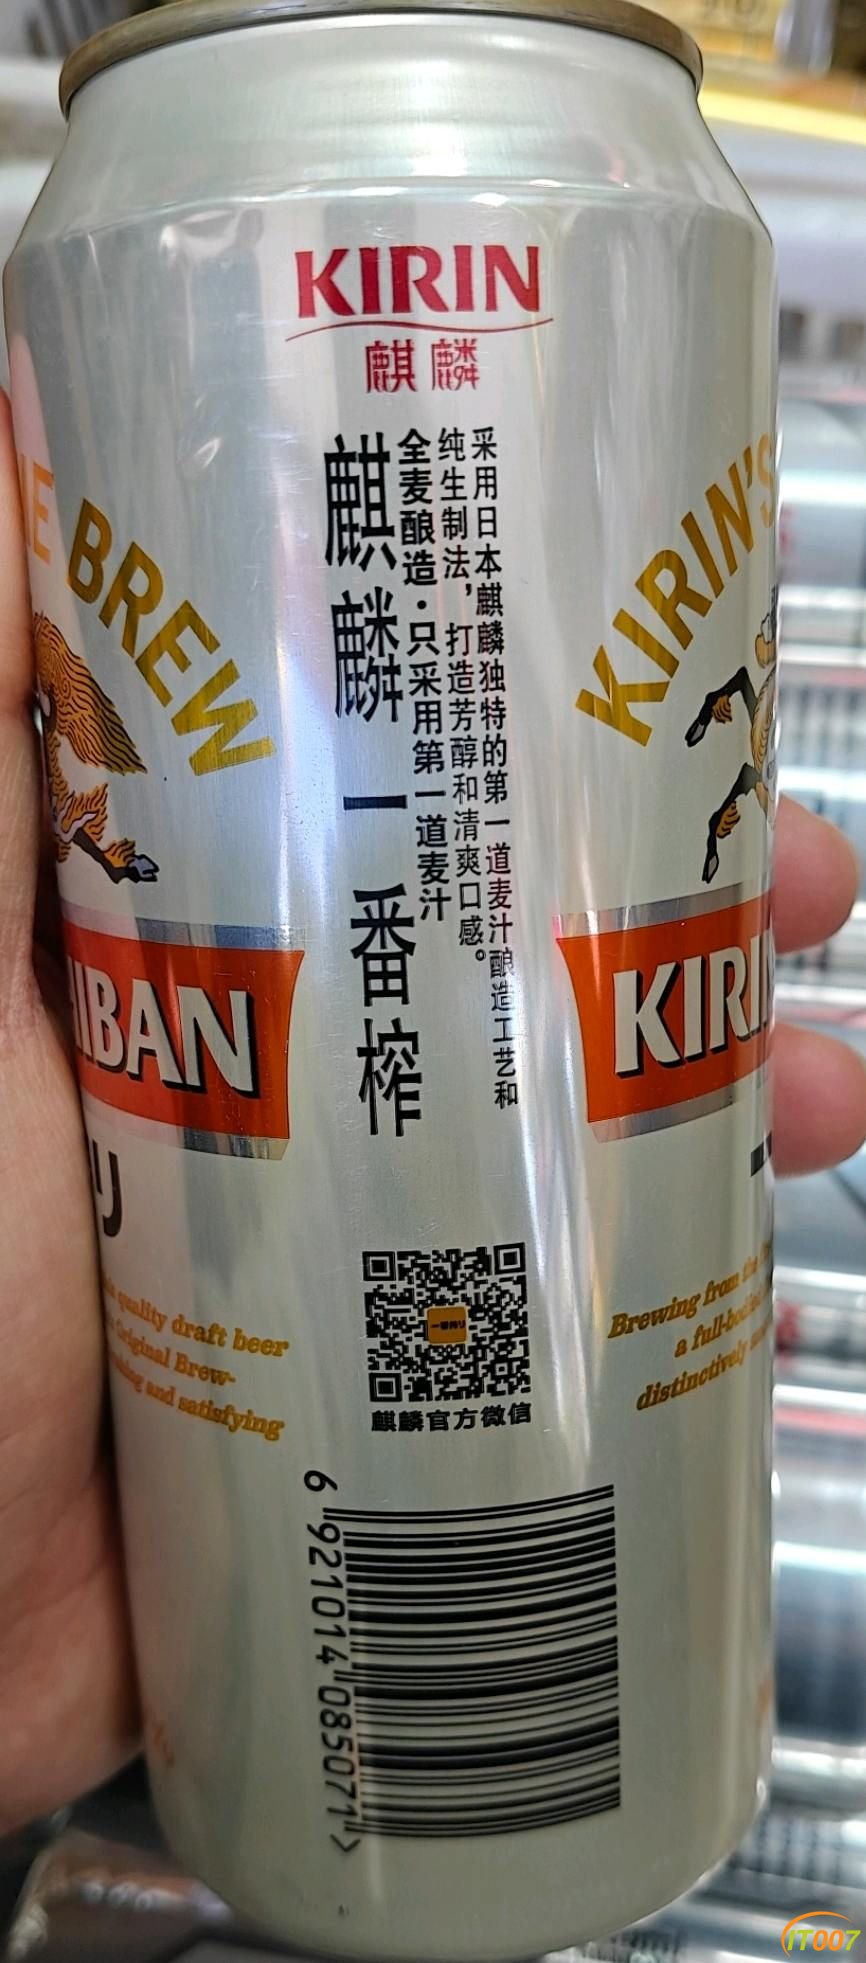 KIRIN
麒麟
采用日本麒麟独特的第一道麦汁酿造工艺和
纯生制法，打造芳醇和清爽口感。
全麦酿造·只采用第一道麦汁
麒麟一番榨
BREW
KIRIN'S
IBAN
KIRI
り
quality draft beer
Original Brew-
and satisfying
Brewing from the
a full-
distinctively
一番搾り
麒麟官方微信
6 921014 085071 >
IT007